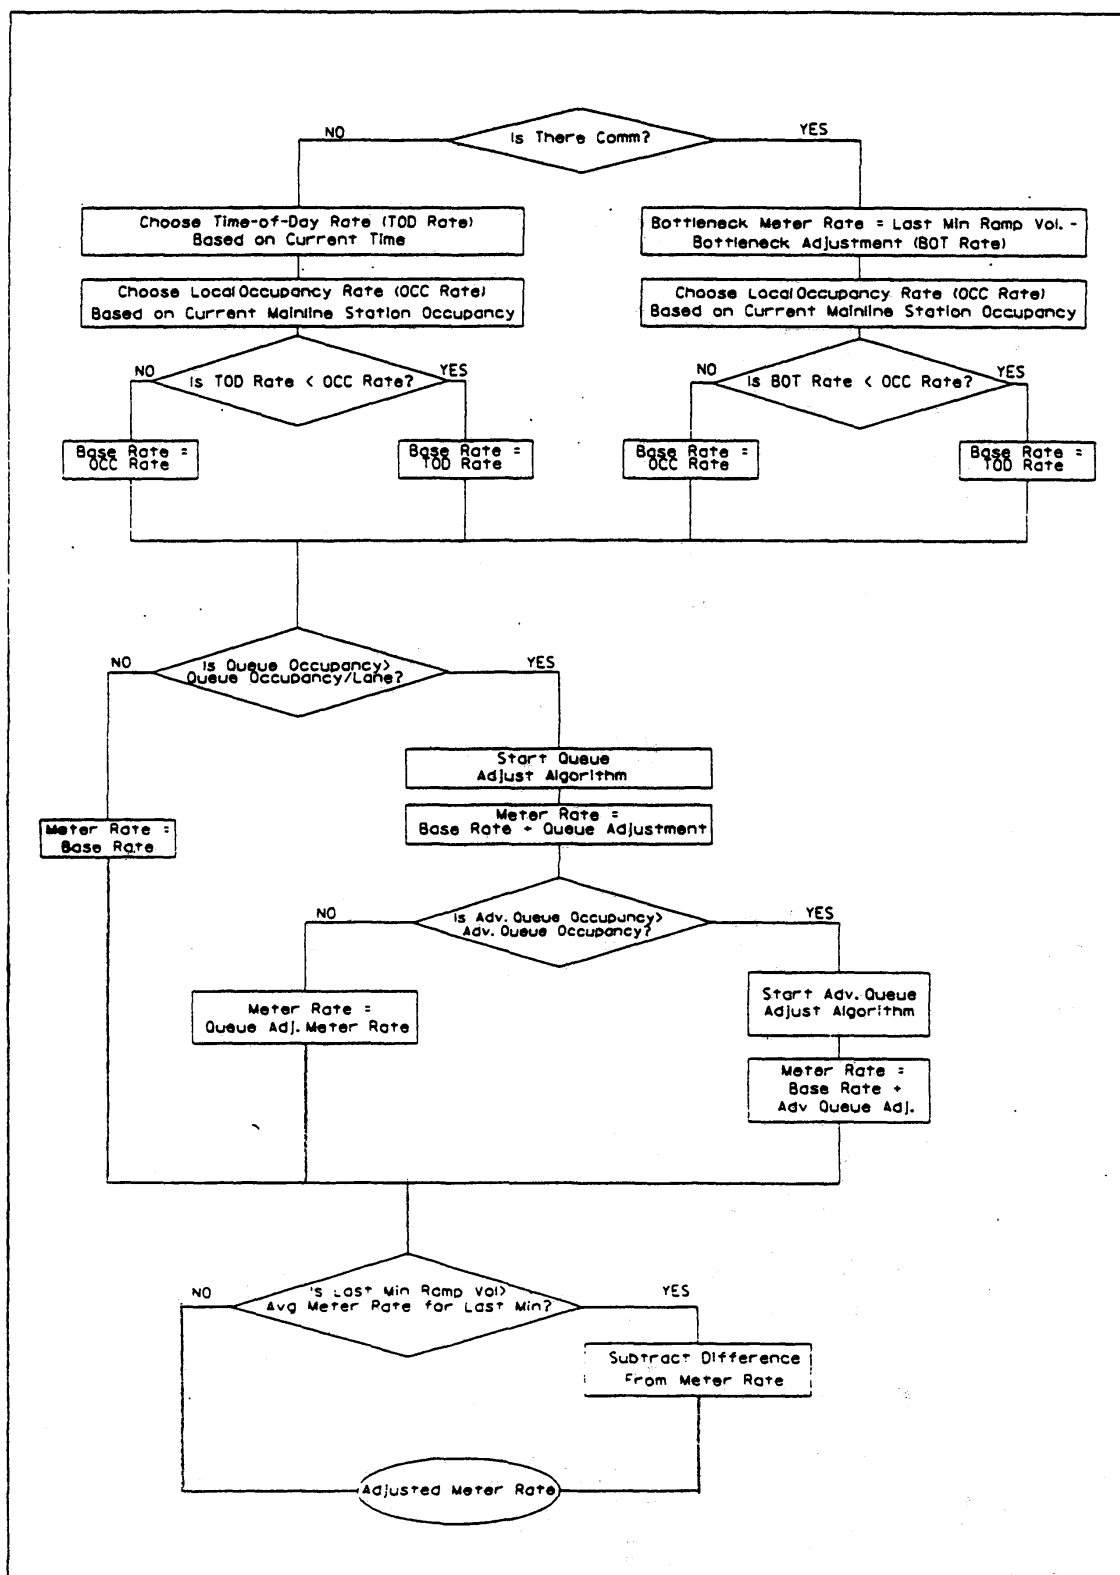 Is There Comm?
NO
YES
Choose Time-of-Day Rate (TOD Rate)
Based on Current Time
Bottleneck Meter Rate = Last Min Ramp Vol. -
Bottleneck Adjustment (BOT Rate)
Choose Local Occupancy Rate (OCC Rate)
Based on Current Mainline Station Occupancy
Choose Local Occupancy Rate (OCC Rate)
Based on Current Mainline Station Occupancy
NO
Is TOD Rate < OCC Rate?
YES
NO
Is BOT Rate < OCC Rate?
YES
Base Rate =
OCC Rate
Base Rate =
TOD Rate
Base Rate =
OCC Rate
Base Rate =
TOD Rate
NO
Is Queue Occupancy>
Queue Occupancy/Lane?
YES
Start Queue
Adjust Algorithm
Meter Rate =
Base Rate
Meter Rate =
Base Rate + Queue Adjustment
NO
Is Adv. Queue Occupancy>
Adv. Queue Occupancy?
YES
Meter Rate =
Queue Adj. Meter Rate
Start Adv. Queue
Adjust Algorithm
Meter Rate =
Base Rate +
Adv Queue Adj.
NO
Is Last Min Ramp Vol>
Avg Meter Rate for Last Min?
YES
Subtract Difference
From Meter Rate
Adjusted Meter Rate